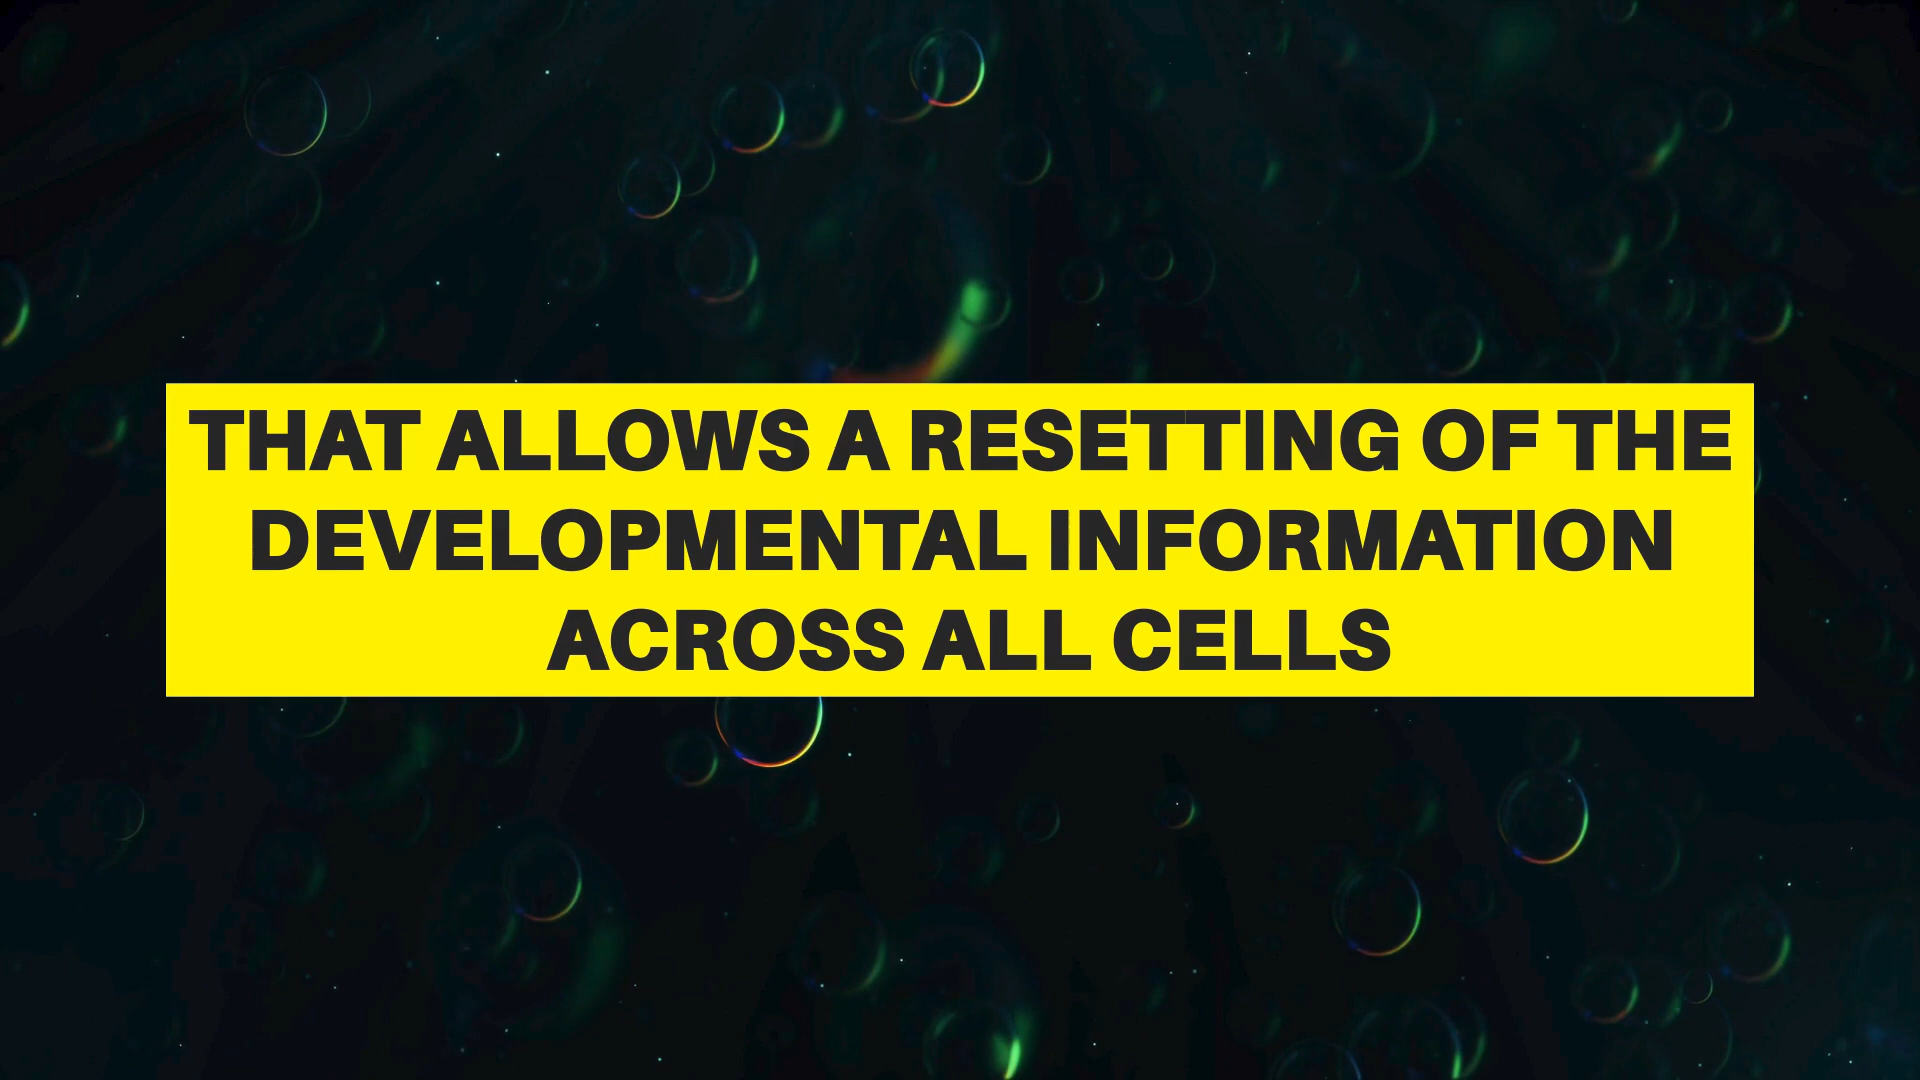 THAT ALLOWS A RESETTING OF THE
DEVELOPMENTAL INFORMATION
ACROSS ALL CELLS